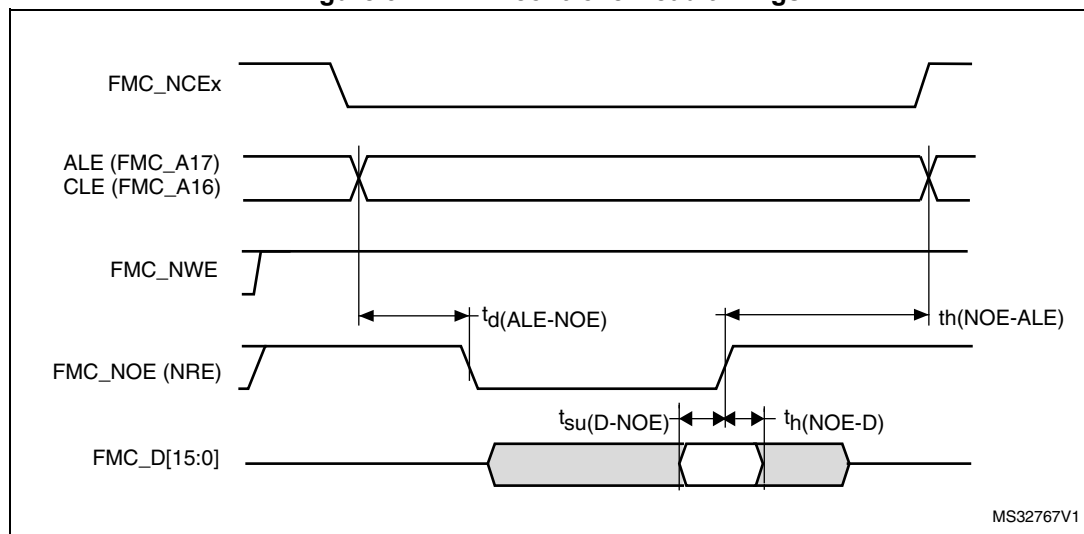 FMC_NCEx
ALE (FMC_A17)
CLE (FMC_A16)
FMC_NWE
td(ALE-NOE)
th(NOE-ALE)
FMC_NOE (NRE)
tsu(D-NOE)
th(NOE-D)
FMC_D[15:0]
MS32767V1